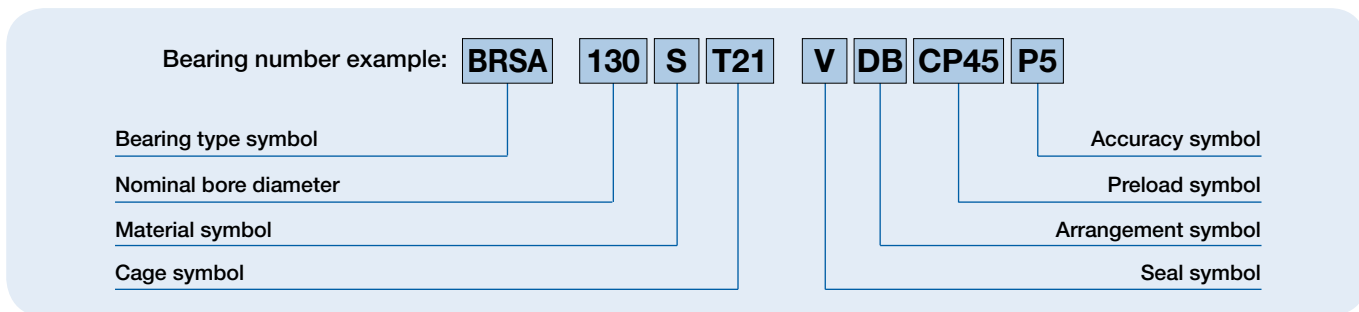 Bearing number example: BRSA 130 S T21 V DB CP45 P5
Bearing type symbol Accuracy symbol
Nominal bore diameter Preload symbol
Material symbol Arrangement symbol
Cage symbol Seal symbol